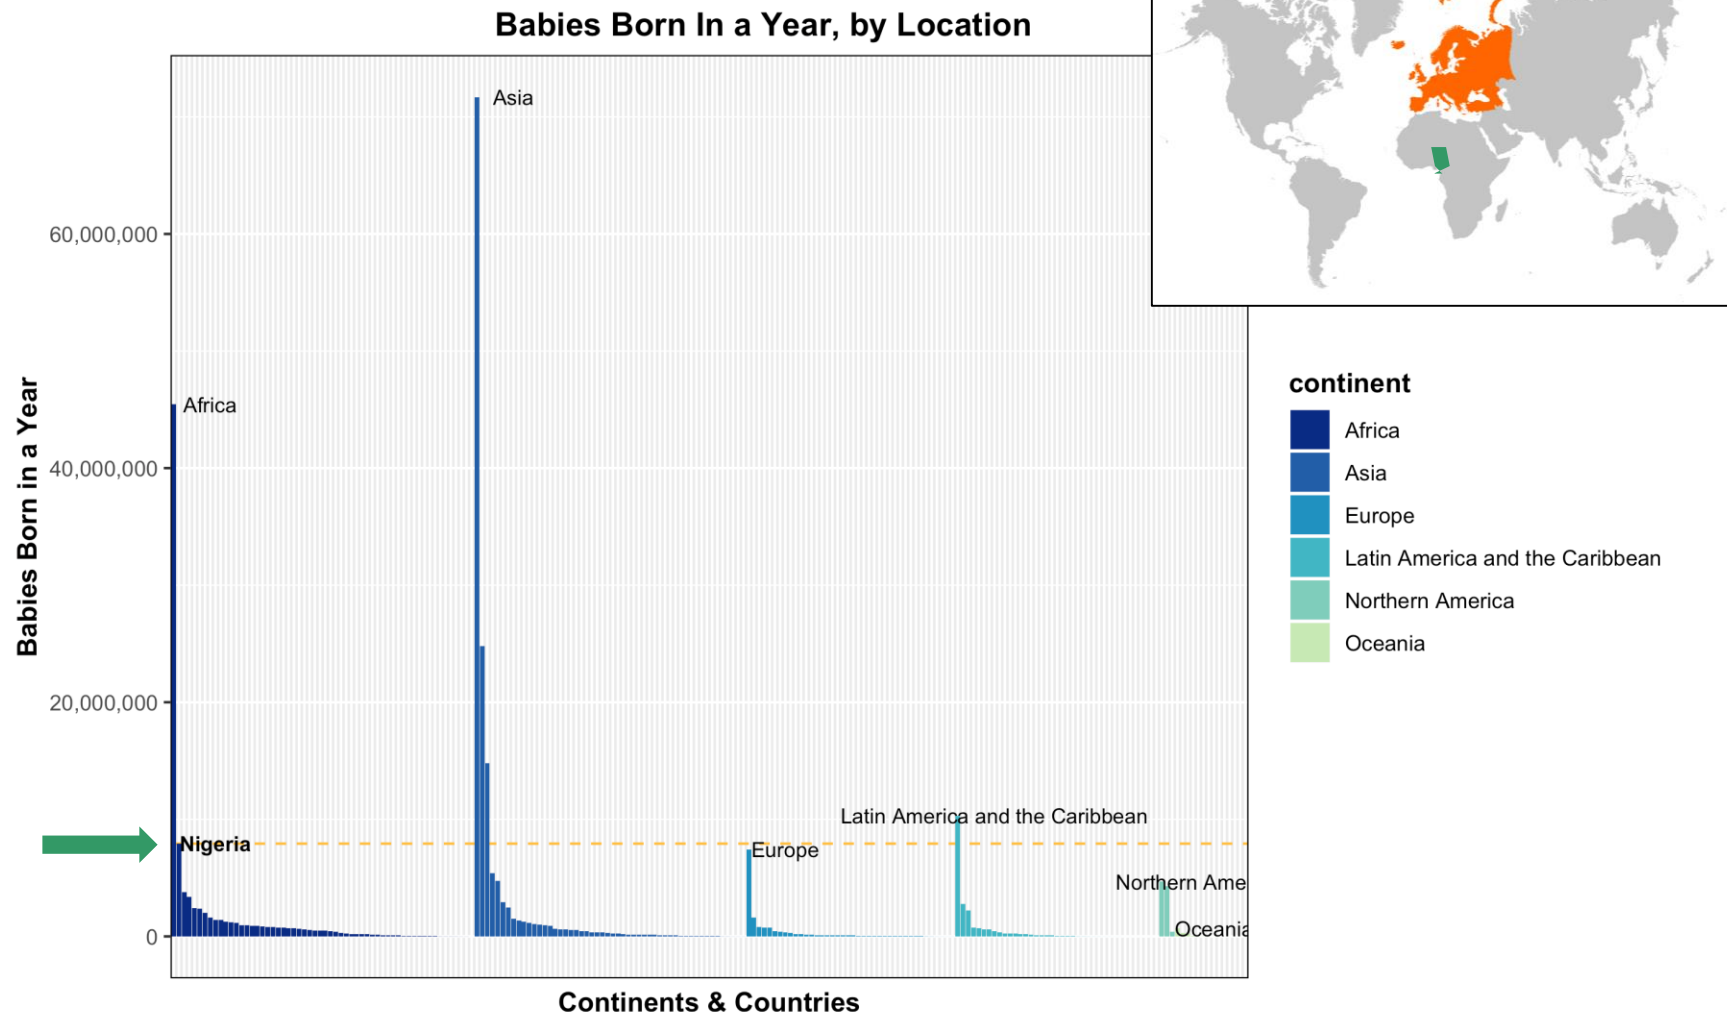 Babies Born In a Year, by Location
Babies Born in a Year
60,000,000
40,000,000
20,000,000
0
Asia
Africa
Nigeria
Latin America and the Caribbean
Europe
Northern Ame
Oceania
Continents & Countries
continent
Africa
Asia
Europe
Latin America and the Caribbean
Northern America
Oceania